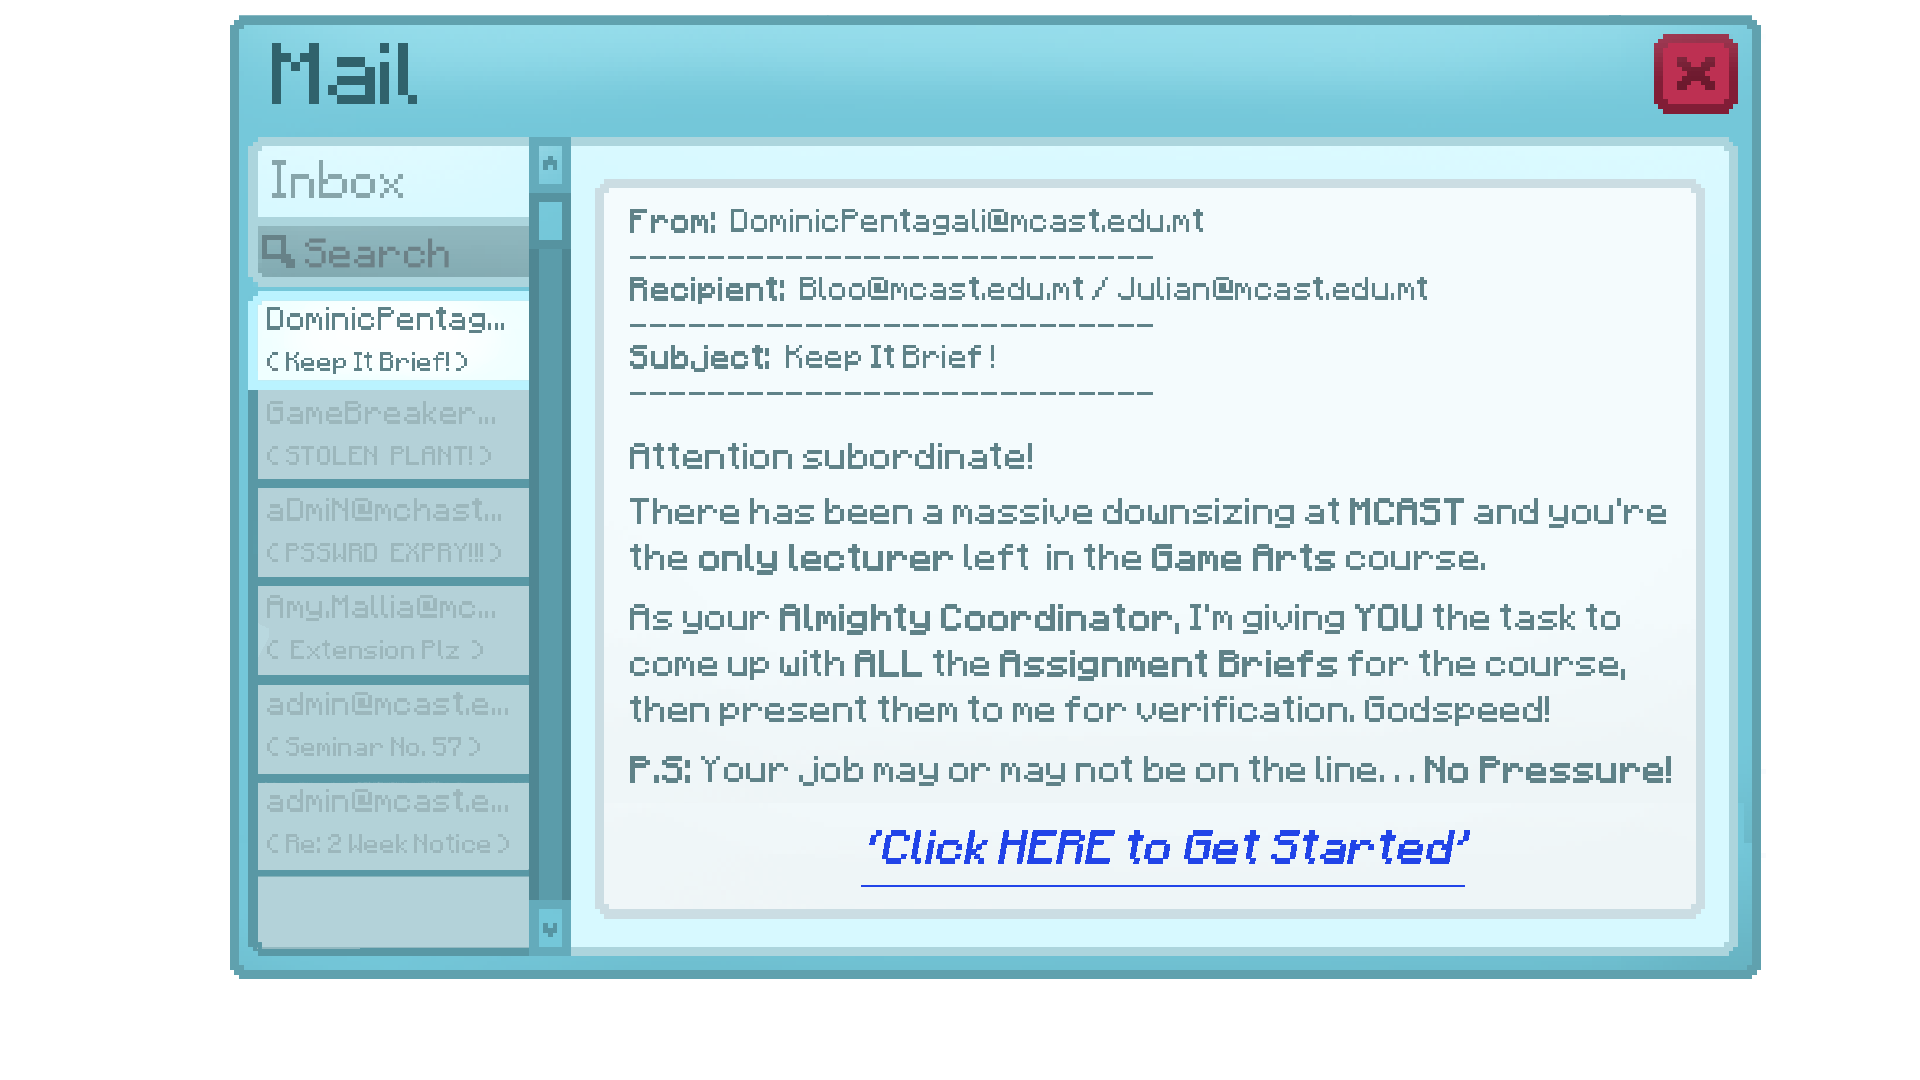 Mail
Inbox
Search
DominicPentag...
( Keep It Brief! )
GameBreaker...
( STOLEN PLANT! )
aDmiN@mchast...
( PSSWRD EXPRY!!! )
Amy.Mallia@mc...
( Extension Plz )
admin@mcast.e...
( Seminar No. 57 )
admin@mcast.e...
( Re: 2 Week Notice )
From: DominicPentagali@mcast.edu.mt
---------------------------
Recipient: Bloo@mcast.edu.mt / Julian@mcast.edu.mt
---------------------------
Subject: Keep It Brief !
---------------------------
Attention subordinate!
There has been a massive downsizing at MCAST and you're
the only lecturer left in the Game Arts course.
As your Almighty Coordinator, I'm giving YOU the task to
come up with ALL the Assignment Briefs for the course,
then present them to me for verification. Godspeed!
P.S: Your job may or may not be on the line... No Pressure!
'Click HERE to Get Started'